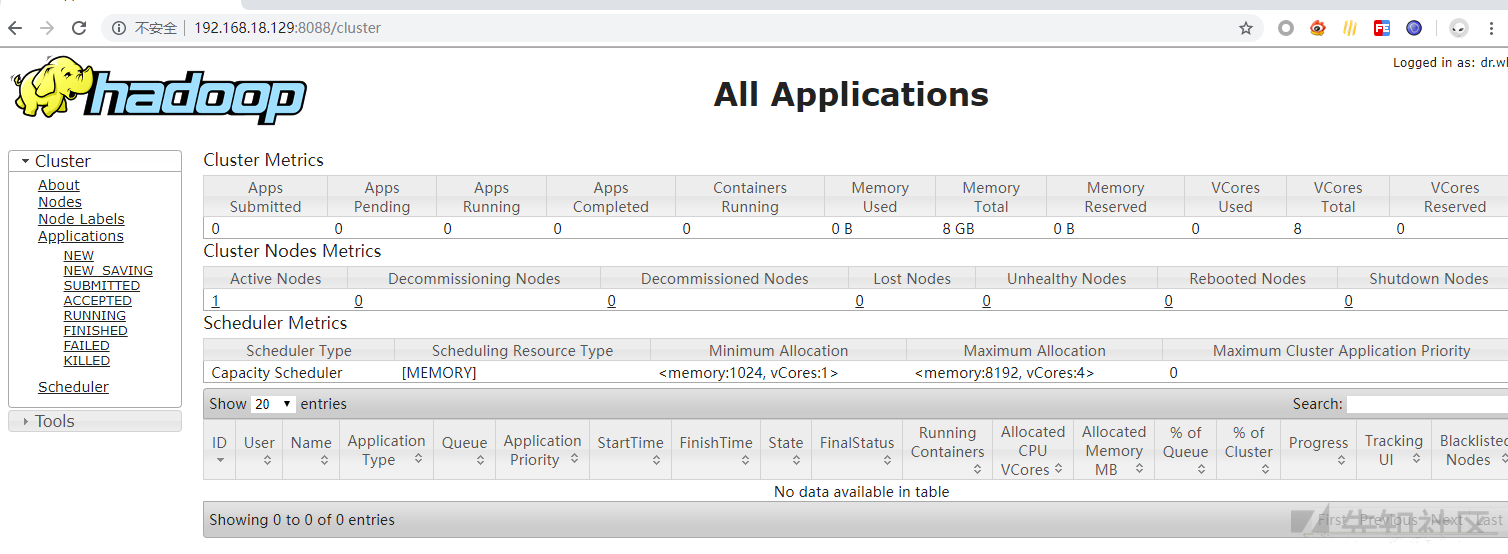 不安全 192.168.18.129:8088/cluster
hadoop
Logged in as: dr.w
All Applications
Cluster
About
Nodes
Node Labels
Applications
NEW
NEW_SAVING
SUBMITTED
ACCEPTED
RUNNING
FINISHED
FAILED
KILLED
Scheduler
Tools
Cluster Metrics
Apps Submitted Apps Pending Apps Running Apps Completed Containers Running Memory Used Memory Total Memory Reserved VCores Used VCores Total VCores Reserved
0 0 0 0 0 0 B 8 GB 0 B 0 8 0
Cluster Nodes Metrics
Active Nodes Decommissioning Nodes Decommissioned Nodes Lost Nodes Unhealthy Nodes Rebooted Nodes Shutdown Nodes
1 0 0 0 0 0 0
Scheduler Metrics
Scheduler Type Scheduling Resource Type Minimum Allocation Maximum Allocation Maximum Cluster Application Priority
Capacity Scheduler [MEMORY] <memory:1024, vCores:1> <memory:8192, vCores:4> 0
Show 20 entries Search:
ID User Name Application Type Queue Application Priority StartTime FinishTime State FinalStatus Running Containers Allocated CPU VCores Allocated Memory MB % of Queue % of Cluster Progress Tracking UI Blacklisted Nodes
No data available in table
Showing 0 to 0 of 0 entries First Previous Next Last
先知社区